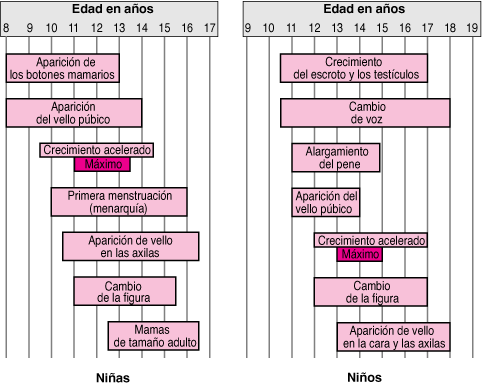 Edad en años
8 9 10 11 12 13 14 15 16 17
Aparición de
los botones mamarios
Aparición
del vello púbico
Crecimiento acelerado
Máximo
Primera menstruación
(menarquía)
Aparición de vello
en las axilas
Cambio
de la figura
Mamas
de tamaño adulto
Niñas
Edad en años
9 10 11 12 13 14 15 16 17 18 19
Crecimiento
del escroto y los testículos
Cambio
de voz
Alargamiento
del pene
Aparición del
vello púbico
Crecimiento acelerado
Máximo
Cambio
de la figura
Aparición de vello
en la cara y las axilas
Niños